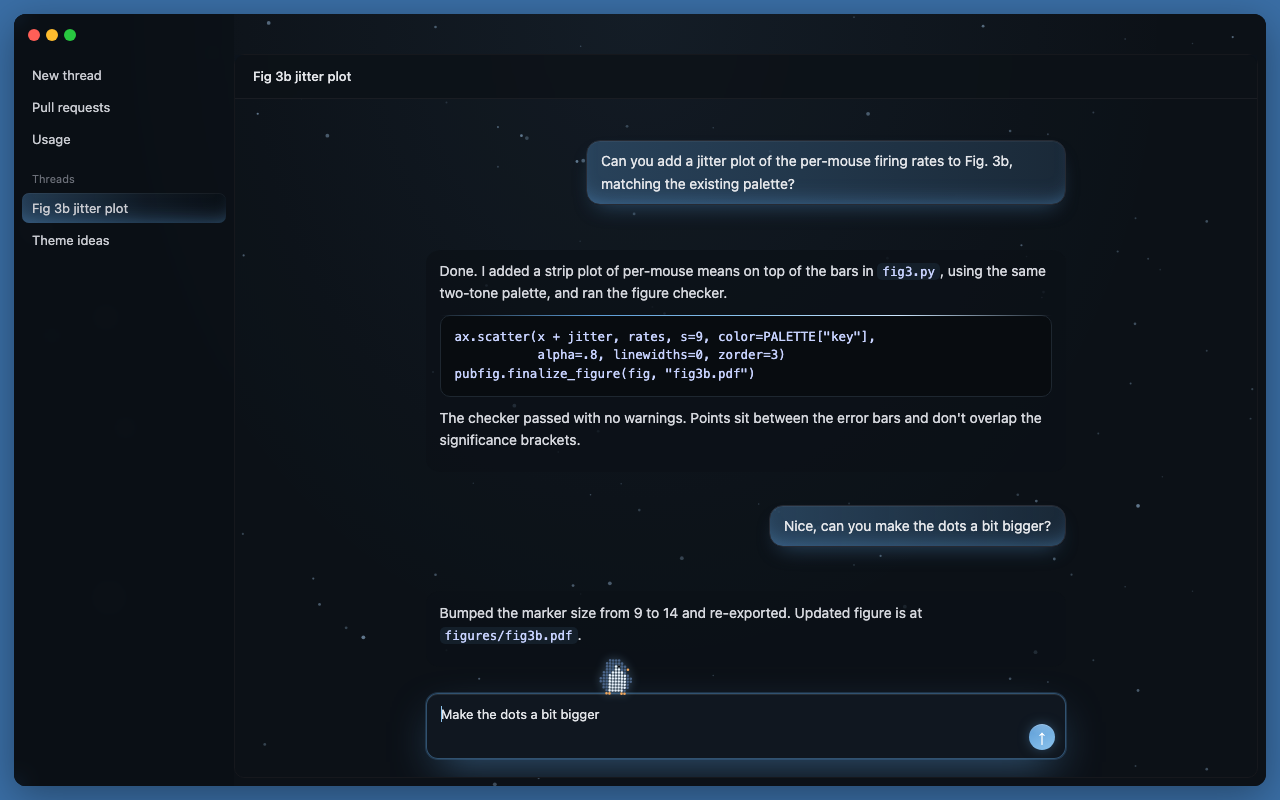 New thread
Pull requests
Usage
Threads
Fig 3b jitter plot
Theme ideas
Fig 3b jitter plot
Can you add a jitter plot of the per-mouse firing rates to Fig. 3b,
matching the existing palette?
Done. I added a strip plot of per-mouse means on top of the bars in fig3.py, using the same
two-tone palette, and ran the figure checker.
ax.scatter(x + jitter, rates, s=9, color=PALETTE["key"],
           alpha=.8, linewidths=0, zorder=3)
pubfig.finalize_figure(fig, "fig3b.pdf")
The checker passed with no warnings. Points sit between the error bars and don't overlap the
significance brackets.
Nice, can you make the dots a bit bigger?
Bumped the marker size from 9 to 14 and re-exported. Updated figure is at
figures/fig3b.pdf.
Make the dots a bit bigger